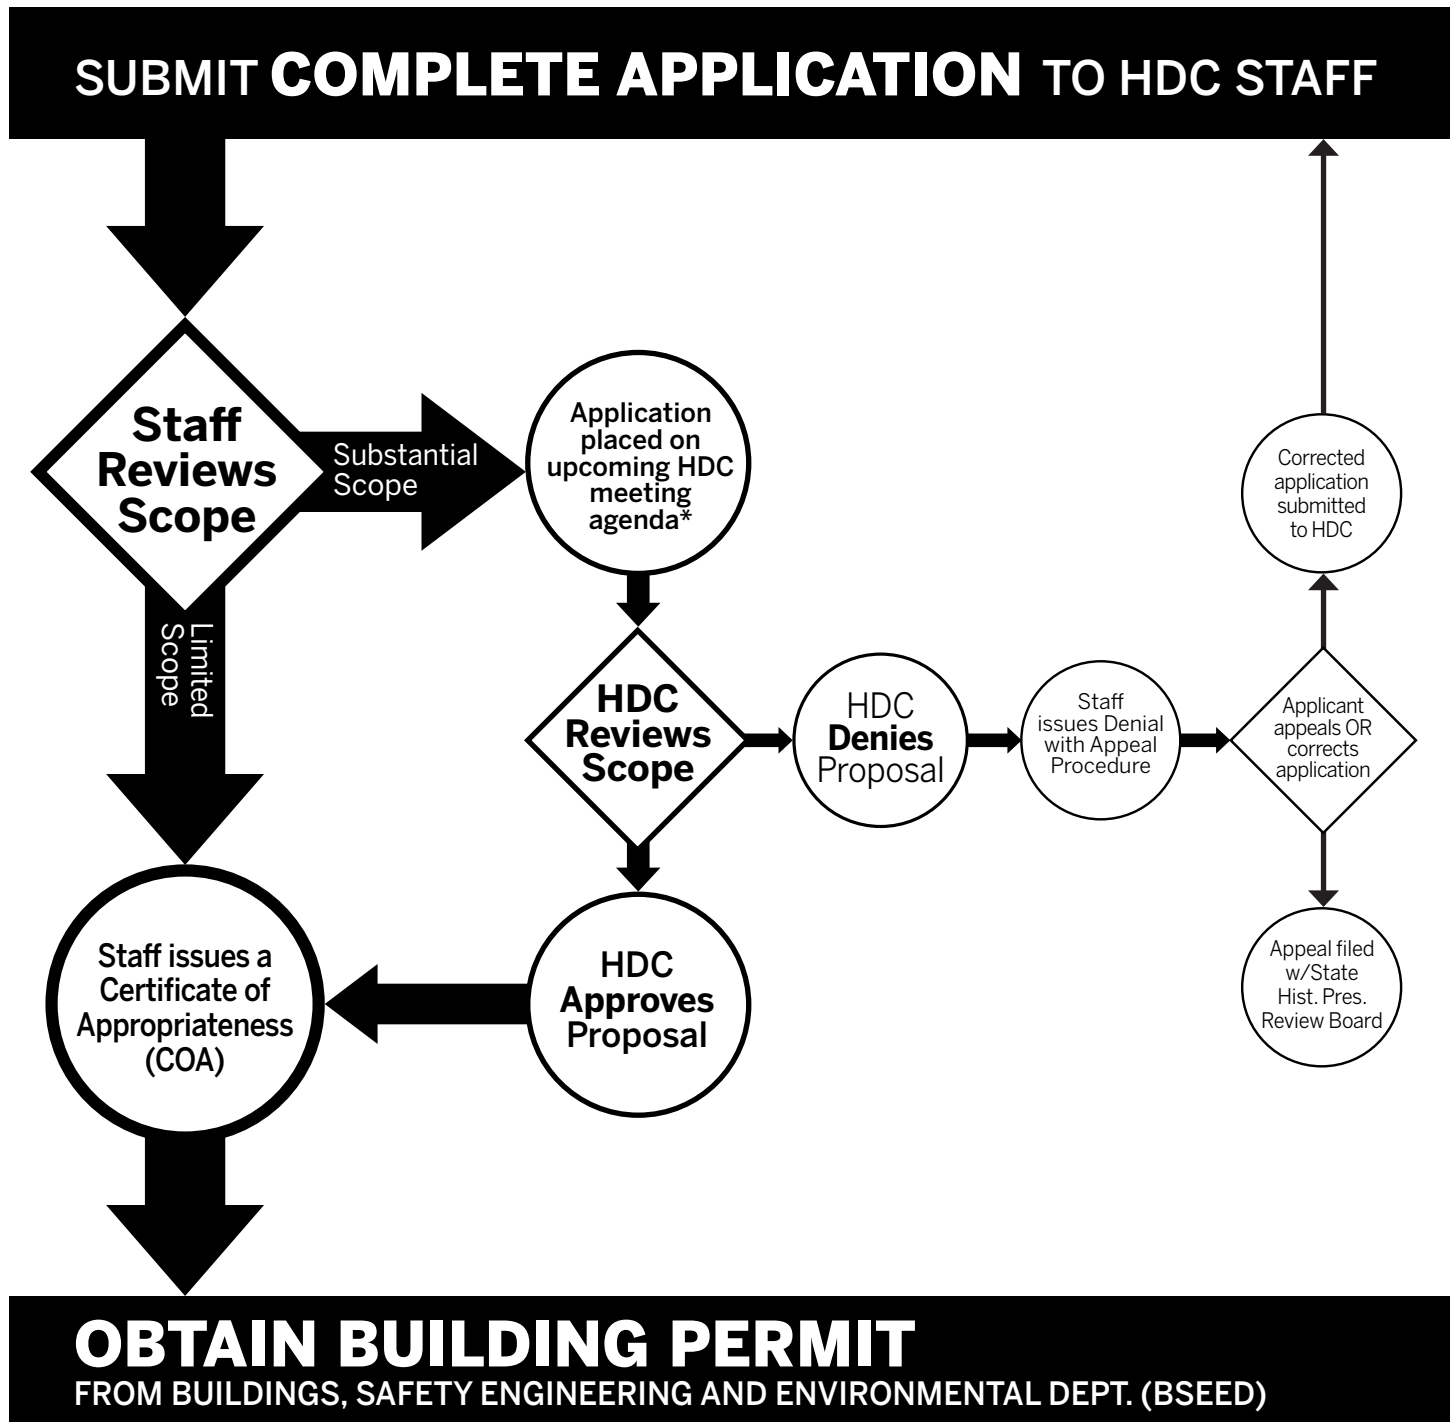 SUBMIT COMPLETE APPLICATION TO HDC STAFF
Staff
Reviews
Scope
Substantial
Scope
Application
placed on
upcoming HDC
meeting
agenda*
Corrected
application
submitted
to HDC
Limited
Scope
HDC
Reviews
Scope
HDC
Denies
Proposal
Staff
issues Denial
with Appeal
Procedure
Applicant
appeals OR
corrects
application
Staff issues a
Certificate of
Appropriateness
(COA)
HDC
Approves
Proposal
Appeal filed
w/State
Hist. Pres.
Review Board
OBTAIN BUILDING PERMIT
FROM BUILDINGS, SAFETY ENGINEERING AND ENVIRONMENTAL DEPT. (BSEED)